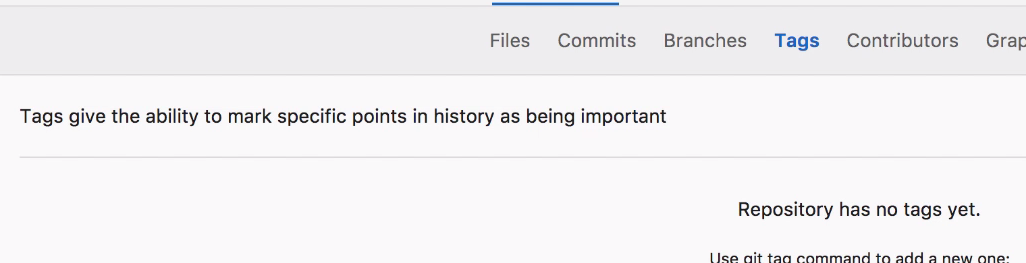 Files Commits Branches Tags Contributors
Tags give the ability to mark specific points in history as being important
Repository has no tags yet.
Use git tag command to add a new one: